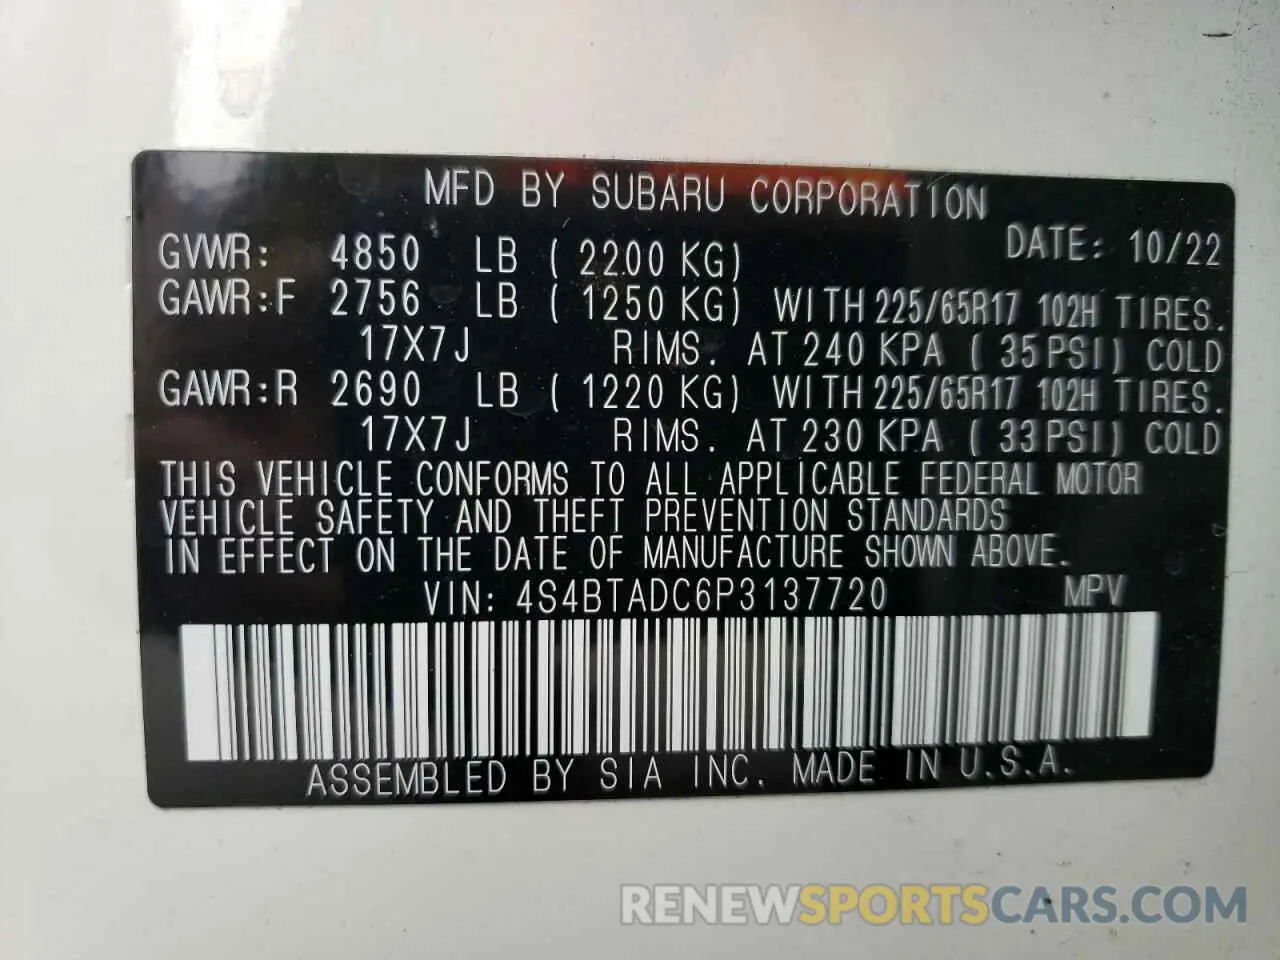 MFD BY SUBARU CORPORATION
GVWR: 4850 LB ( 2200 KG) DATE: 10/22
GAWR:F 2756 LB ( 1250 KG) WITH 225/65R17 102H TIRES.
17X7J RIMS. AT 240 KPA ( 35 PSI) COLD
GAWR:R 2690 LB ( 1220 KG) WITH 225/65R17 102H TIRES.
17X7J RIMS. AT 230 KPA ( 33 PSI) COLD
THIS VEHICLE CONFORMS TO ALL APPLICABLE FEDERAL MOTOR
VEHICLE SAFETY AND THEFT PREVENTION STANDARDS
IN EFFECT ON THE DATE OF MANUFACTURE SHOWN ABOVE.
VIN: 4S4BTADC6P3137720 MPV
ASSEMBLED BY SIA INC. MADE IN U.S.A.
RENEWSPORTSCARS.COM